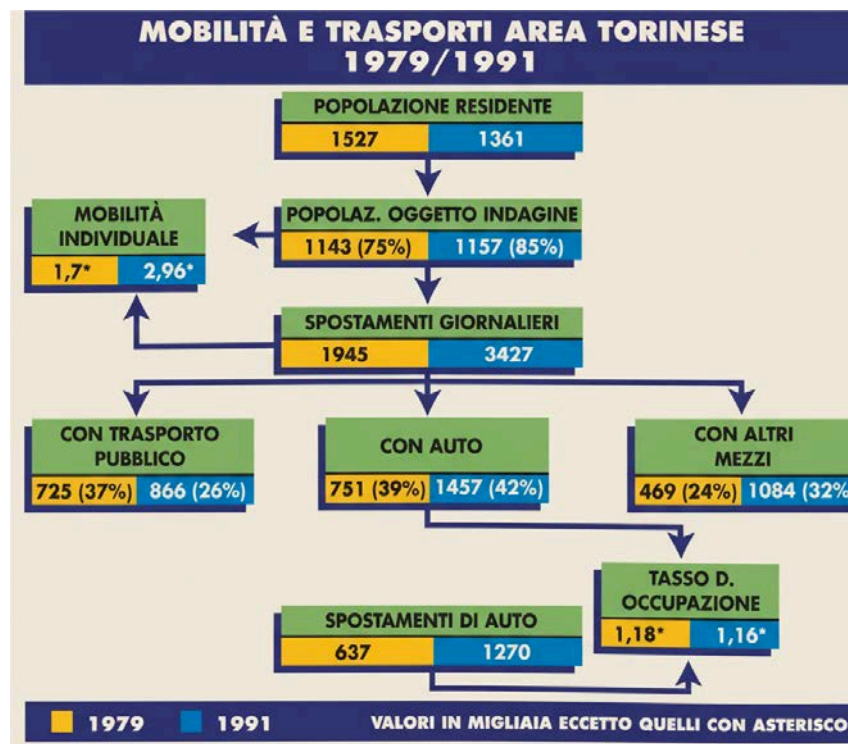 MOBILITÀ E TRASPORTI AREA TORINESE
1979/1991
POPOLAZIONE RESIDENTE
1527 1361
MOBILITÀ
INDIVIDUALE
1,7* 2,96*
POPOLAZ. OGGETTO INDAGINE
1143 (75%) 1157 (85%)
SPOSTAMENTI GIORNALIERI
1945 3427
CON TRASPORTO
PUBBLICO
725 (37%) 866 (26%)
CON AUTO
751 (39%) 1457 (42%)
CON ALTRI
MEZZI
469 (24%) 1084 (32%
TASSO D.
OCCUPAZIONE
1,18* 1,16*
SPOSTAMENTI DI AUTO
637 1270
1979 1991 VALORI IN MIGLIAIA ECCETTO QUELLI CON ASTERISCO